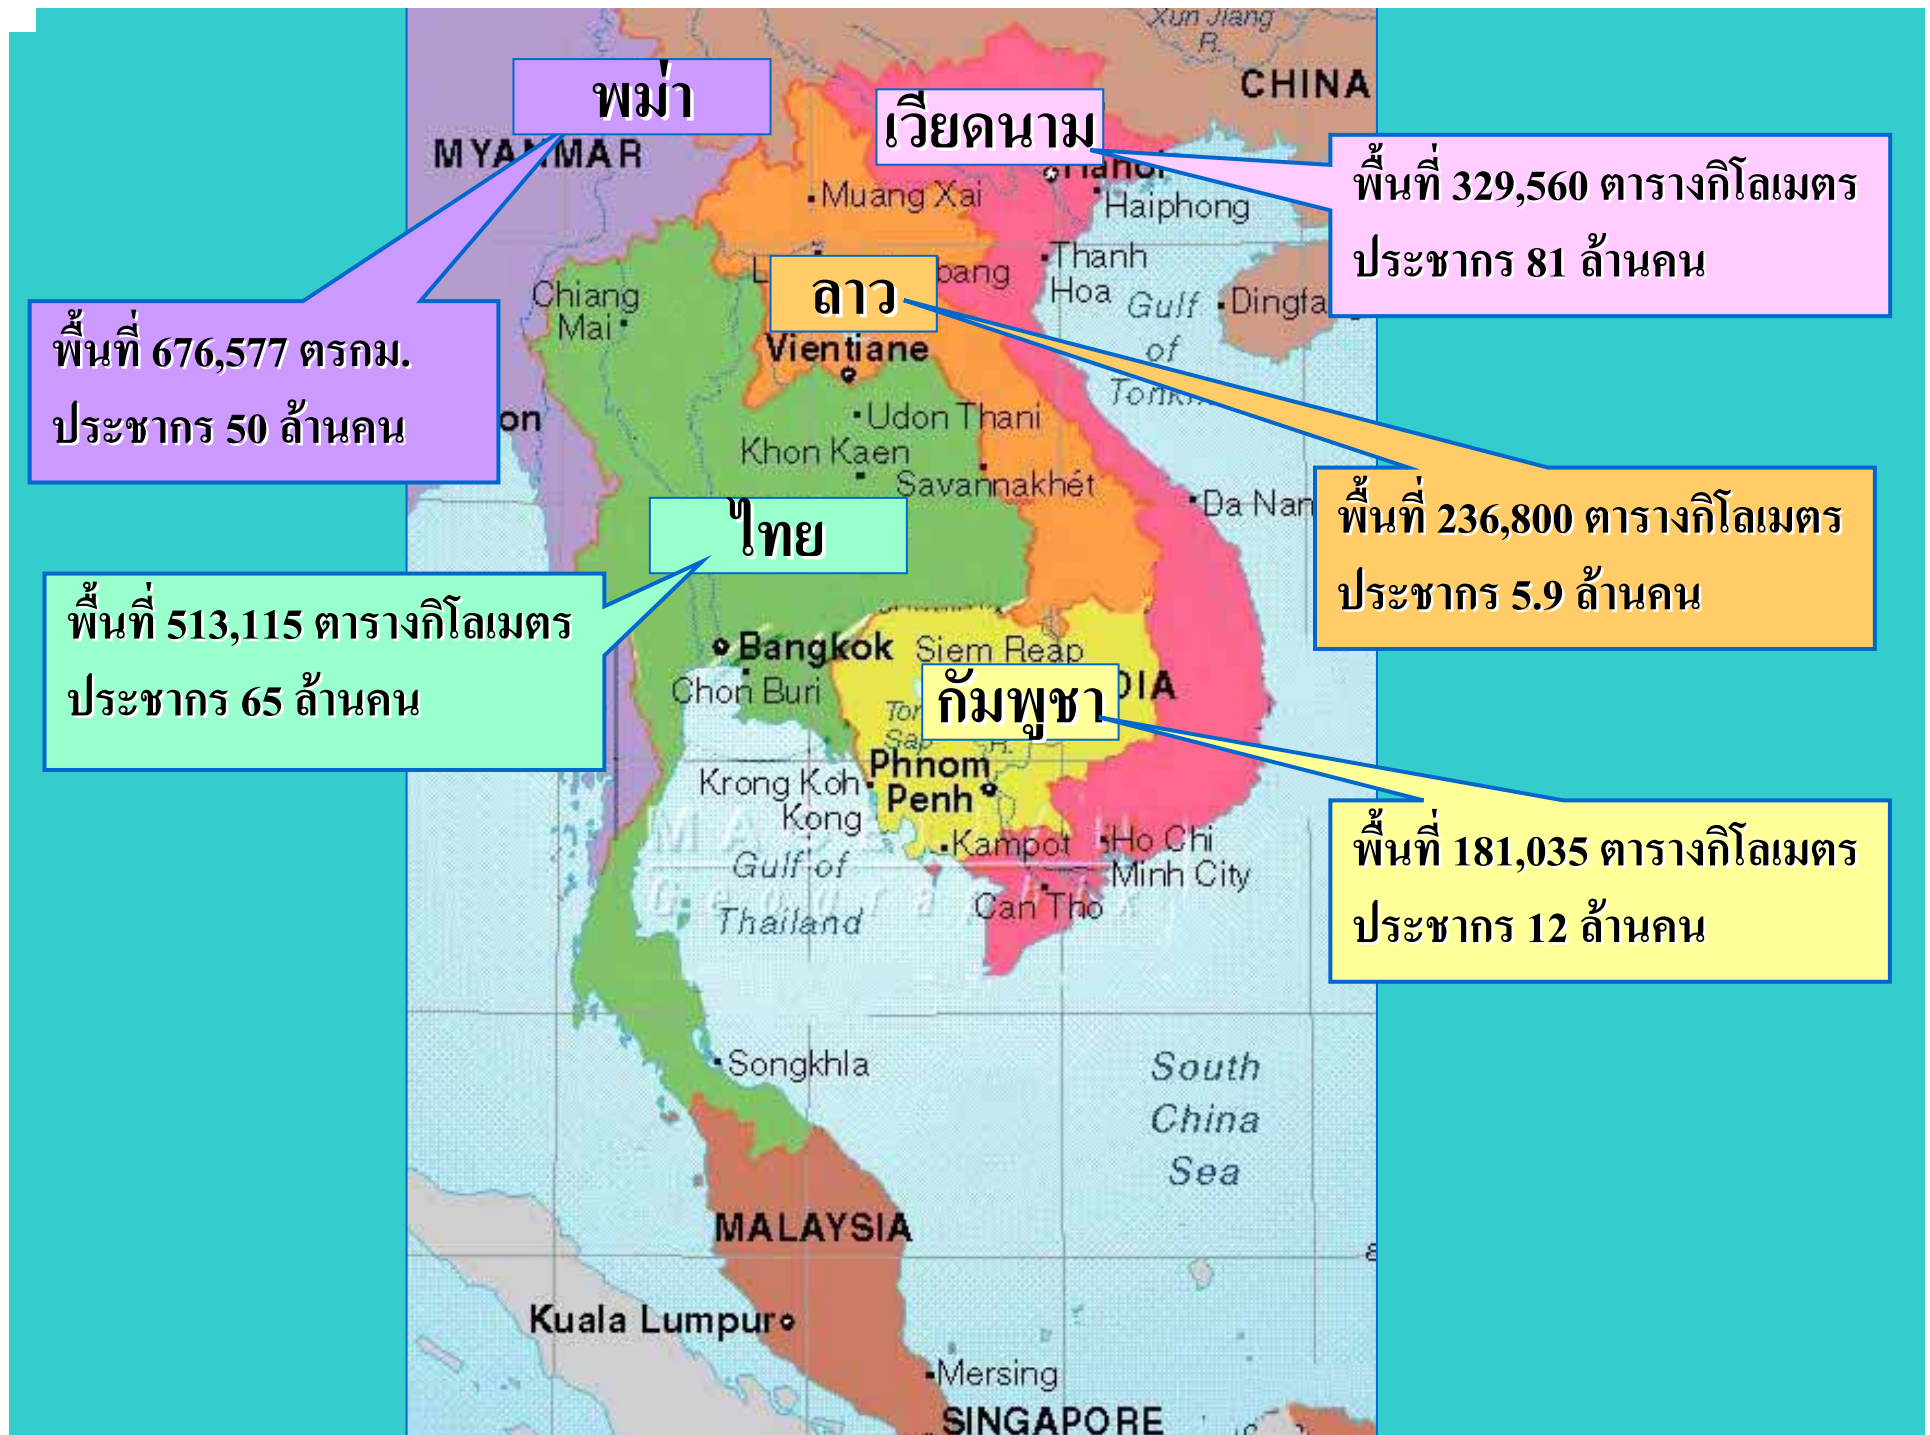 Xun Jiang
R.
CHINA
พม่า
เวียดนาม
MYANMAR
Hanoi
พื้นที่ 329,560 ตารางกิโลเมตร
ประชากร 81 ล้านคน
Muang Xai
Haiphong
Thanh
Hoa
bang
ลาว
Chiang
Mai
Gulf
of
Dingfa
พื้นที่ 676,577 ตรกม.
ประชากร 50 ล้านคน
Vientiane
on
Udon Thani
Khon Kaen
Savannakhét
Da Nan
พื้นที่ 236,800 ตารางกิโลเมตร
ประชากร 5.9 ล้านคน
ไทย
พื้นที่ 513,115 ตารางกิโลเมตร
ประชากร 65 ล้านคน
Bangkok
Siem Reap
Chon Buri
DIA
กัมพูชา
Ton
Sap
R.
Phnom
Penh
Krong Koh
Kong
พื้นที่ 181,035 ตารางกิโลเมตร
ประชากร 12 ล้านคน
Kampot
Ho Chi
Minh City
Gulf of
Thailand
Can Tho
Songkhla
South
China
Sea
MALAYSIA
Kuala Lumpur
Mersing
SINGAPORE